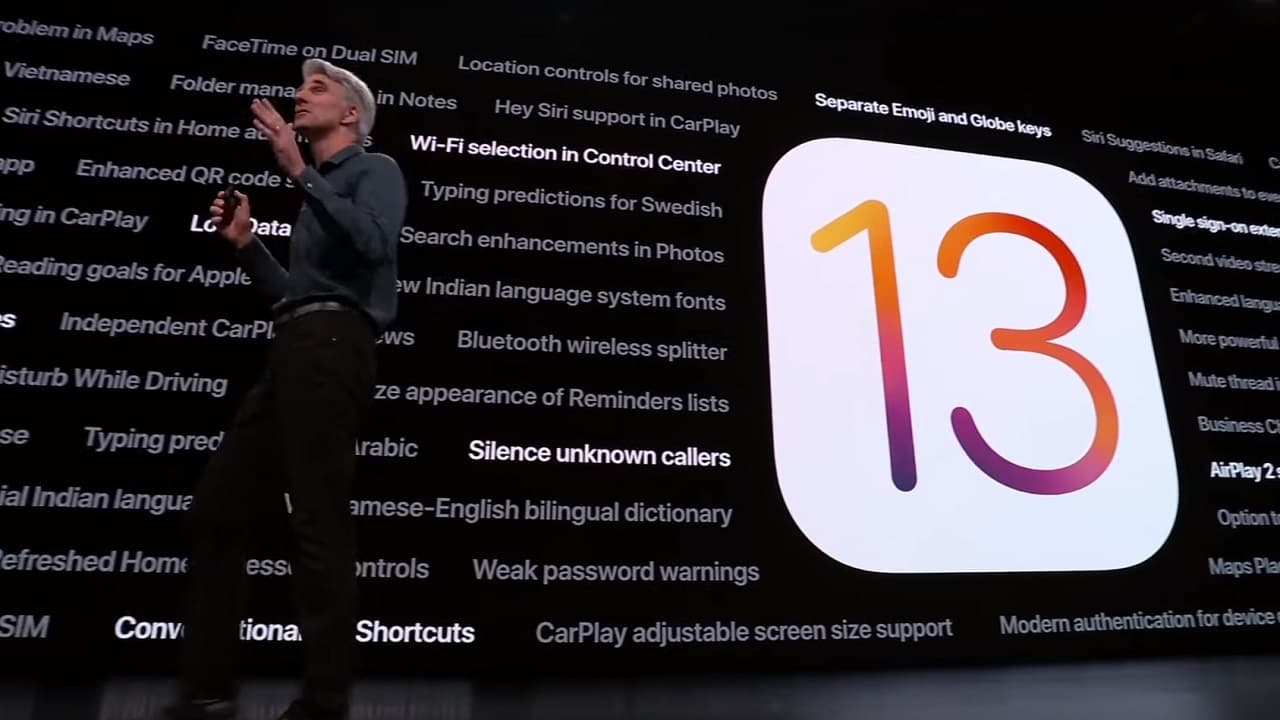 roblem in Maps FaceTime on Dual SIM Location controls for shared photos
Vietnamese Folder mana in Notes Hey Siri support in CarPlay Separate Emoji and Globe keys Siri Suggestions in Safari
Siri Shortcuts in Home a s Wi-Fi selection in Control Center Add attachments to eve
app Enhanced QR code s Typing predictions for Swedish Single sign-on exte
ing in CarPlay Lo Data Search enhancements in Photos Second video stre
Reading goals for Apple ew Indian language system fonts Enhanced langu
es Independent CarPl ews Bluetooth wireless splitter More powerful
isturb While Driving ze appearance of Reminders lists Mute thread i
se Typing pred Arabic Silence unknown callers Business Ch
ial Indian langua amese-English bilingual dictionary AirPlay 2 s
Refreshed Home ess ontrols Weak password warnings Option to
Maps Pla
SIM Conv tiona Shortcuts CarPlay adjustable screen size support Modern authentication for device
13